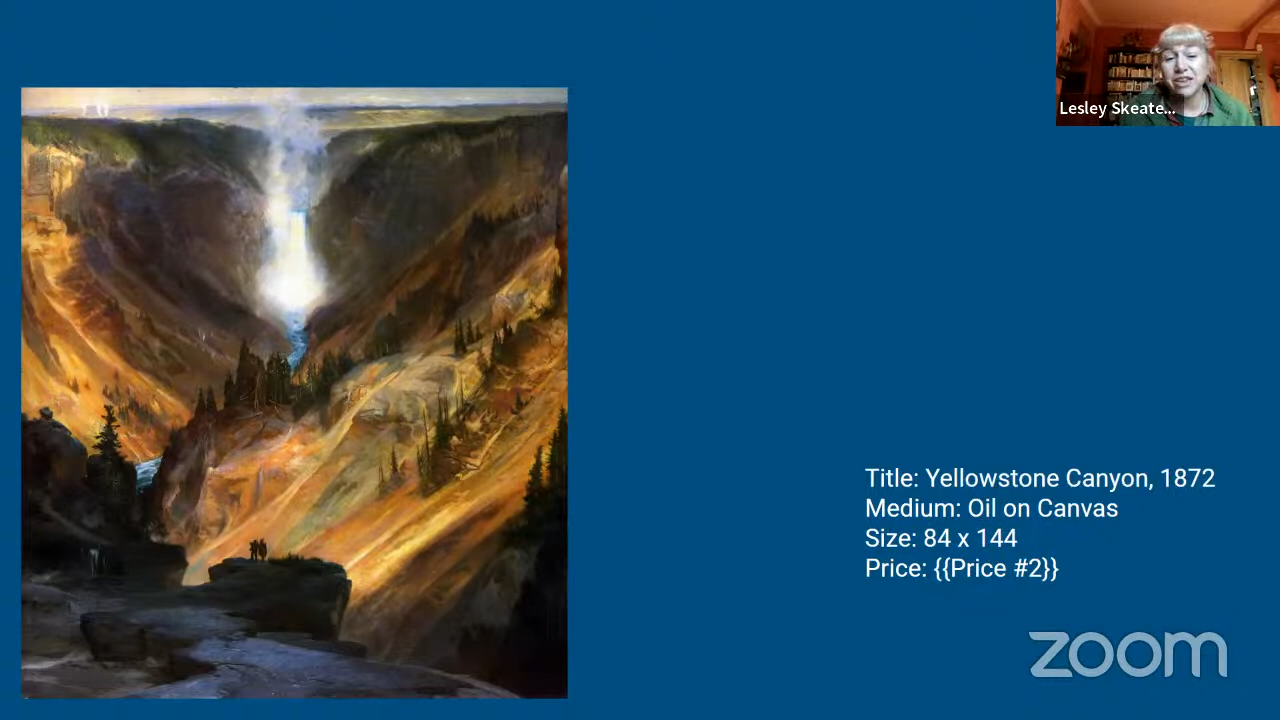 Lesley Skeate...
Title: Yellowstone Canyon, 1872
Medium: Oil on Canvas
Size: 84 x 144
Price: {{Price #2}}
zoom